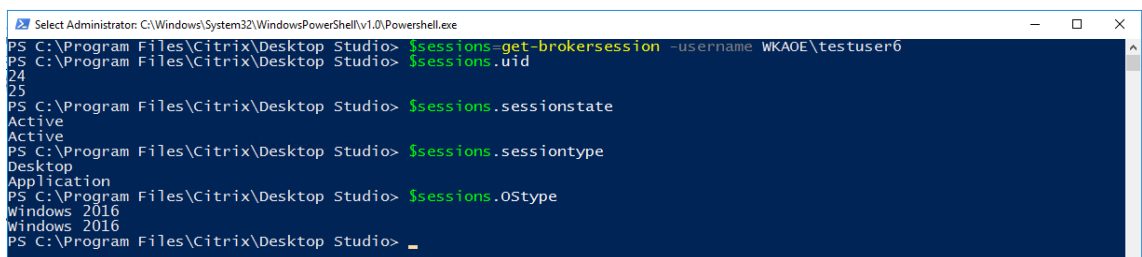 Select Administrator: C:\Windows\System32\WindowsPowerShell\v1.0\Powershell.exe
PS C:\Program Files\Citrix\Desktop Studio> $sessions=get-brokersession -username WKAOE\testuser6
PS C:\Program Files\Citrix\Desktop Studio> $sessions.uid
24
25
PS C:\Program Files\Citrix\Desktop Studio> $sessions.sessionstate
Active
Active
PS C:\Program Files\Citrix\Desktop Studio> $sessions.sessiontype
Desktop
Application
PS C:\Program Files\Citrix\Desktop Studio> $sessions.OStype
Windows 2016
Windows 2016
PS C:\Program Files\Citrix\Desktop Studio>